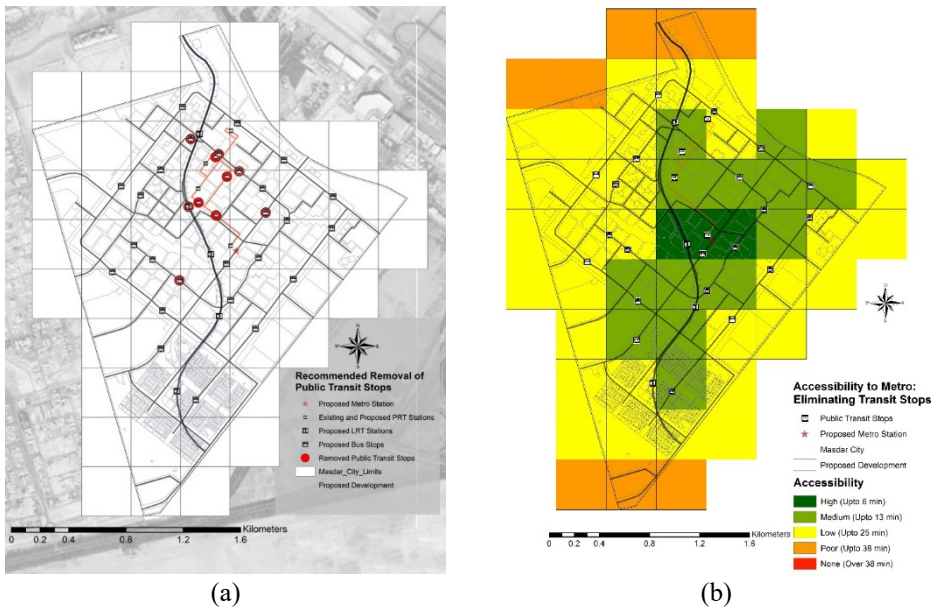 Recommended Removal of
Public Transit Stops
Proposed Metro Station
Existing and Proposed PRT Stations
Proposed LRT Stations
Proposed Bus Stops
Removed Public Transit Stops
Masdar_City_Limits
Proposed Development
Kilometers
0 0.2 0.4 0.8 1.2 1.6
(a)
Accessibility to Metro:
Eliminating Transit Stops
Public Transit Stops
Proposed Metro Station
Masdar City
Proposed Development
Accessibility
High (Upto 6 min)
Medium (Upto 13 min)
Low (Upto 25 min)
Poor (Upto 38 min)
None (Over 38 min)
Kilometers
0 0.2 0.4 0.8 1.2 1.6
(b)